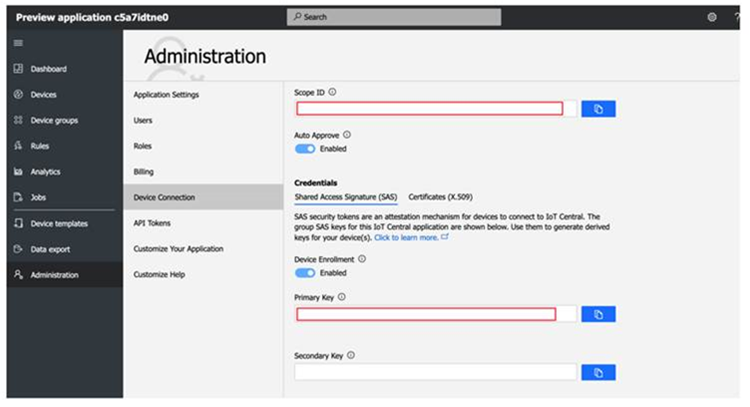 Preview application c5a7idtne0
Search
?
Administration
Dashboard
Devices
Device groups
Rules
Analytics
Jobs
Device templates
Data export
Administration
Application Settings
Users
Roles
Billing
Device Connection
API Tokens
Customize Your Application
Customize Help
Scope ID
Auto Approve
Enabled
Credentials
Shared Access Signature (SAS) Certificates (X.509)
SAS security tokens are an attestation mechanism for devices to connect to IoT Central. The
group SAS keys for this IoT Central application are shown below. Use them to generate derived
keys for your device(s). Click to learn more.
Device Enrollment
Enabled
Primary Key
Secondary Key